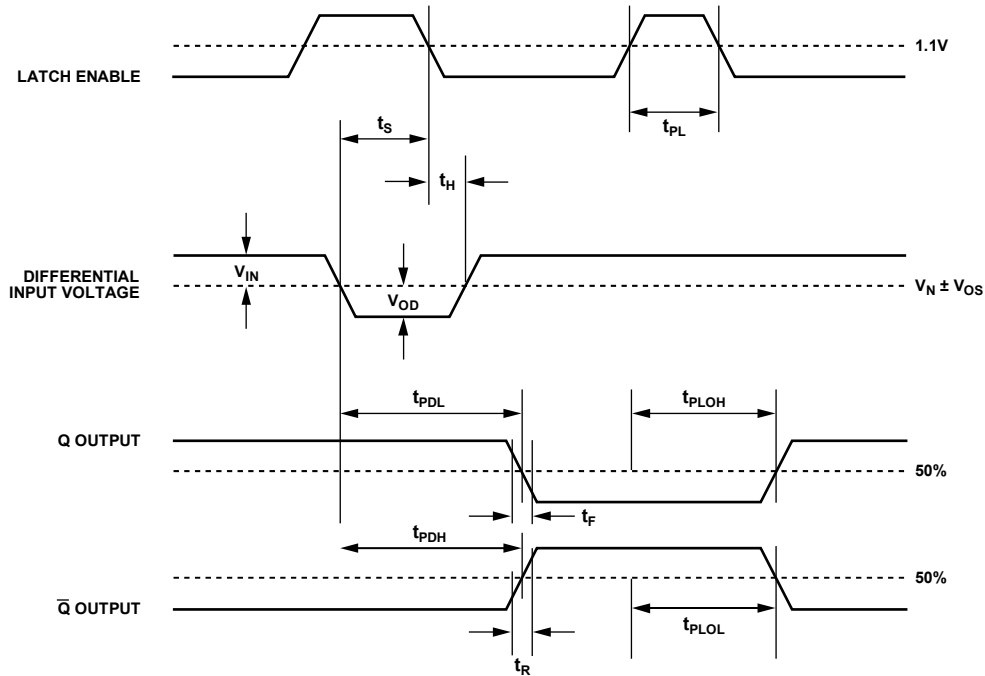 1.1V
LATCH ENABLE
tS
tPL
tH
VIN
DIFFERENTIAL
INPUT VOLTAGE
VOD
VN ± VOS
tPDL
tPLOH
Q OUTPUT
50%
tF
tPDH
50%
Q̅ OUTPUT
tPLOL
tR